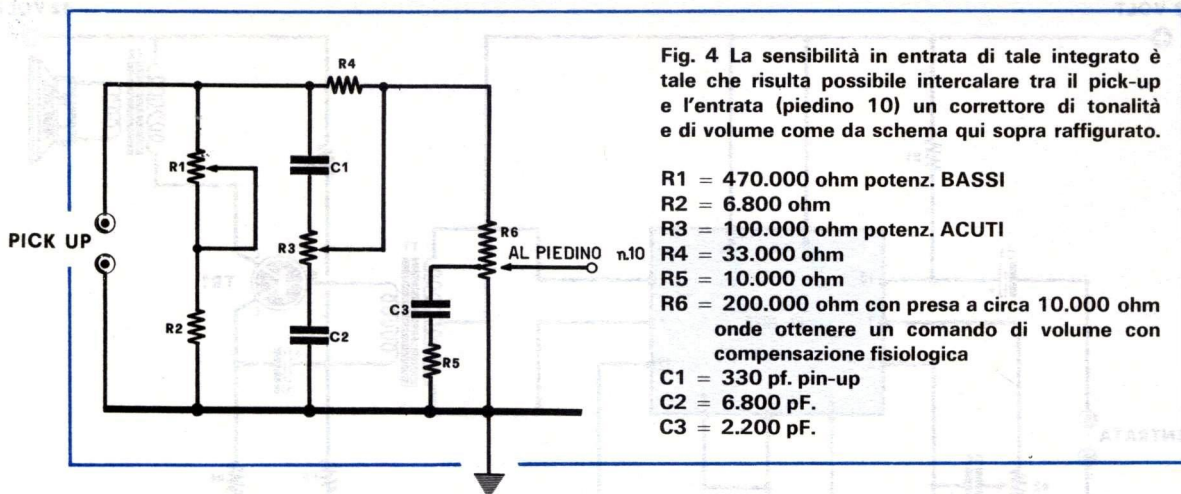 R4
R1
C1
PICK UP
R3
R6
AL PIEDINO n.10
C3
R2
C2
R5
Fig. 4 La sensibilità in entrata di tale integrato è
tale che risulta possibile intercalare tra il pick-up
e l'entrata (piedino 10) un correttore di tonalità
e di volume come da schema qui sopra raffigurato.
R1 = 470.000 ohm potenz. BASSI
R2 = 6.800 ohm
R3 = 100.000 ohm potenz. ACUTI
R4 = 33.000 ohm
R5 = 10.000 ohm
R6 = 200.000 ohm con presa a circa 10.000 ohm
onde ottenere un comando di volume con
compensazione fisiologica
C1 = 330 pf. pin-up
C2 = 6.800 pF.
C3 = 2.200 pF.